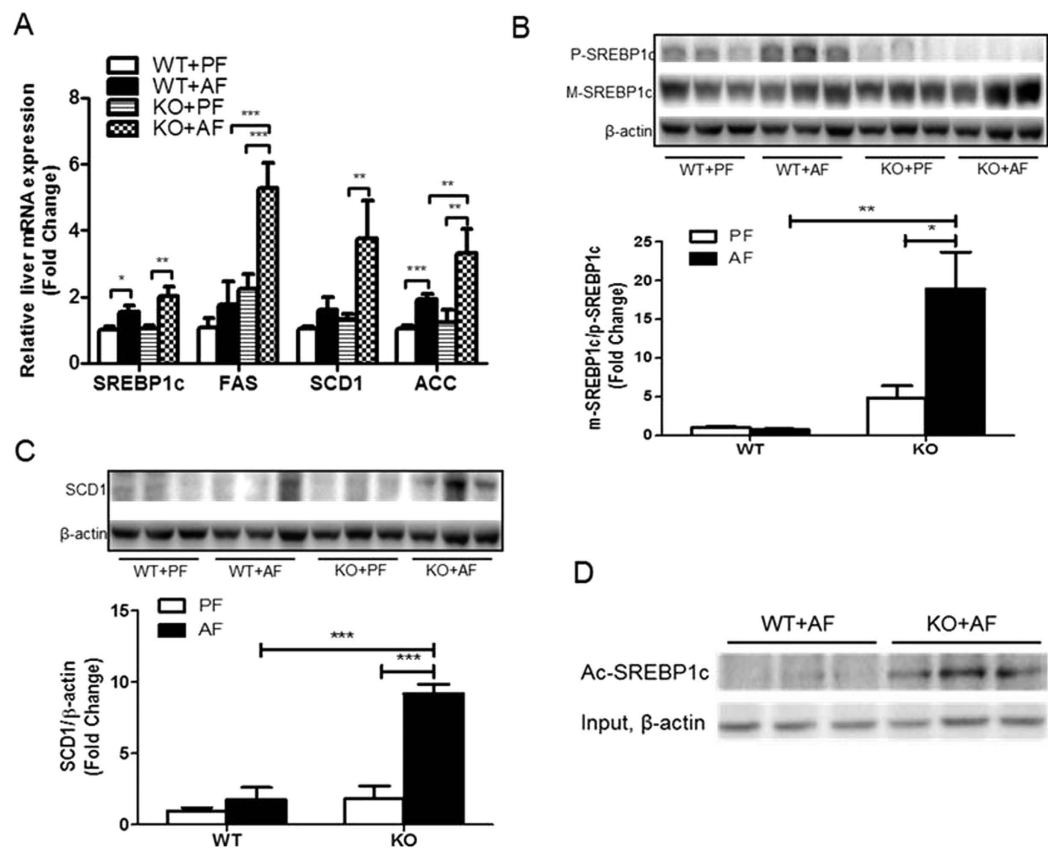 A
WT+PF
WT+AF
KO+PF
KO+AF
Relative liver mRNA expression
(Fold Change)
8
6
4
2
0
*
**
***
***
**
***
**
**
SREBP1c FAS SCD1 ACC
B
P-SREBP1c
M-SREBP1c
β-actin
WT+PF WT+AF KO+PF KO+AF
PF
AF
m-SREBP1c/p-SREBP1c
(Fold Change)
25
20
15
10
5
0
**
*
WT KO
C
SCD1
β-actin
WT+PF WT+AF KO+PF KO+AF
PF
AF
SCD1/β-actin
(Fold Change)
15
10
5
0
***
***
WT KO
D
WT+AF KO+AF
Ac-SREBP1c
Input, β-actin